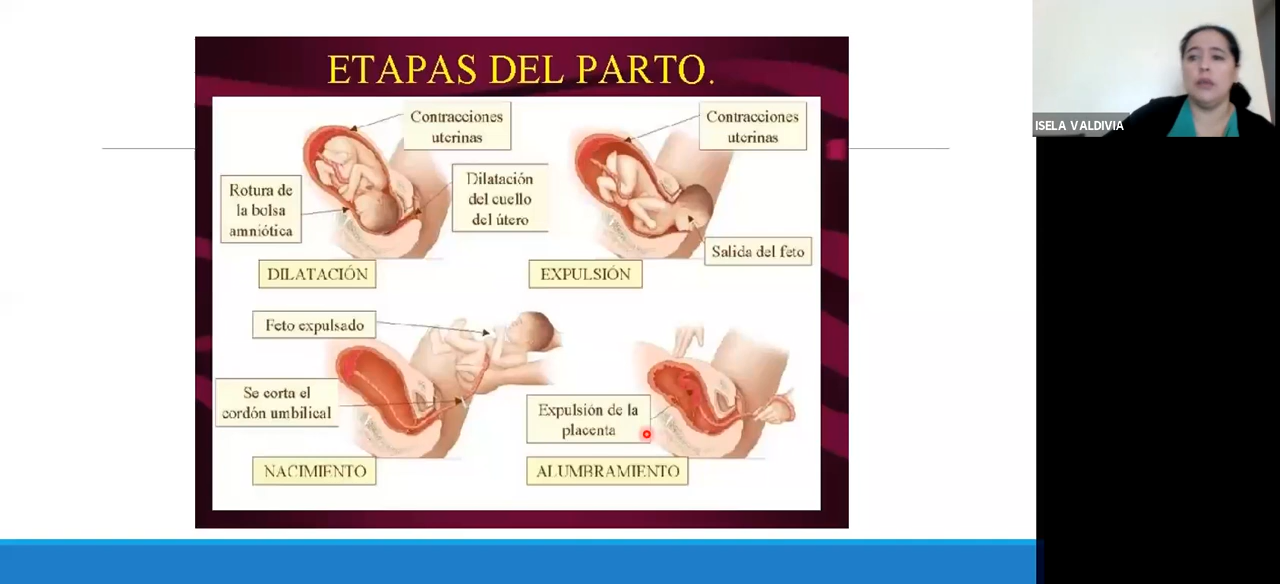 ETAPAS DEL PARTO.
Contracciones
uterinas
Rotura de
la bolsa
amniótica
Dilatación
del cuello
del útero
DILATACIÓN
Contracciones
uterinas
Salida del feto
EXPULSIÓN
Feto expulsado
Se corta el
cordón umbilical
NACIMIENTO
Expulsión de la
placenta
ALUMBRAMIENTO
ISELA VALDIVIA